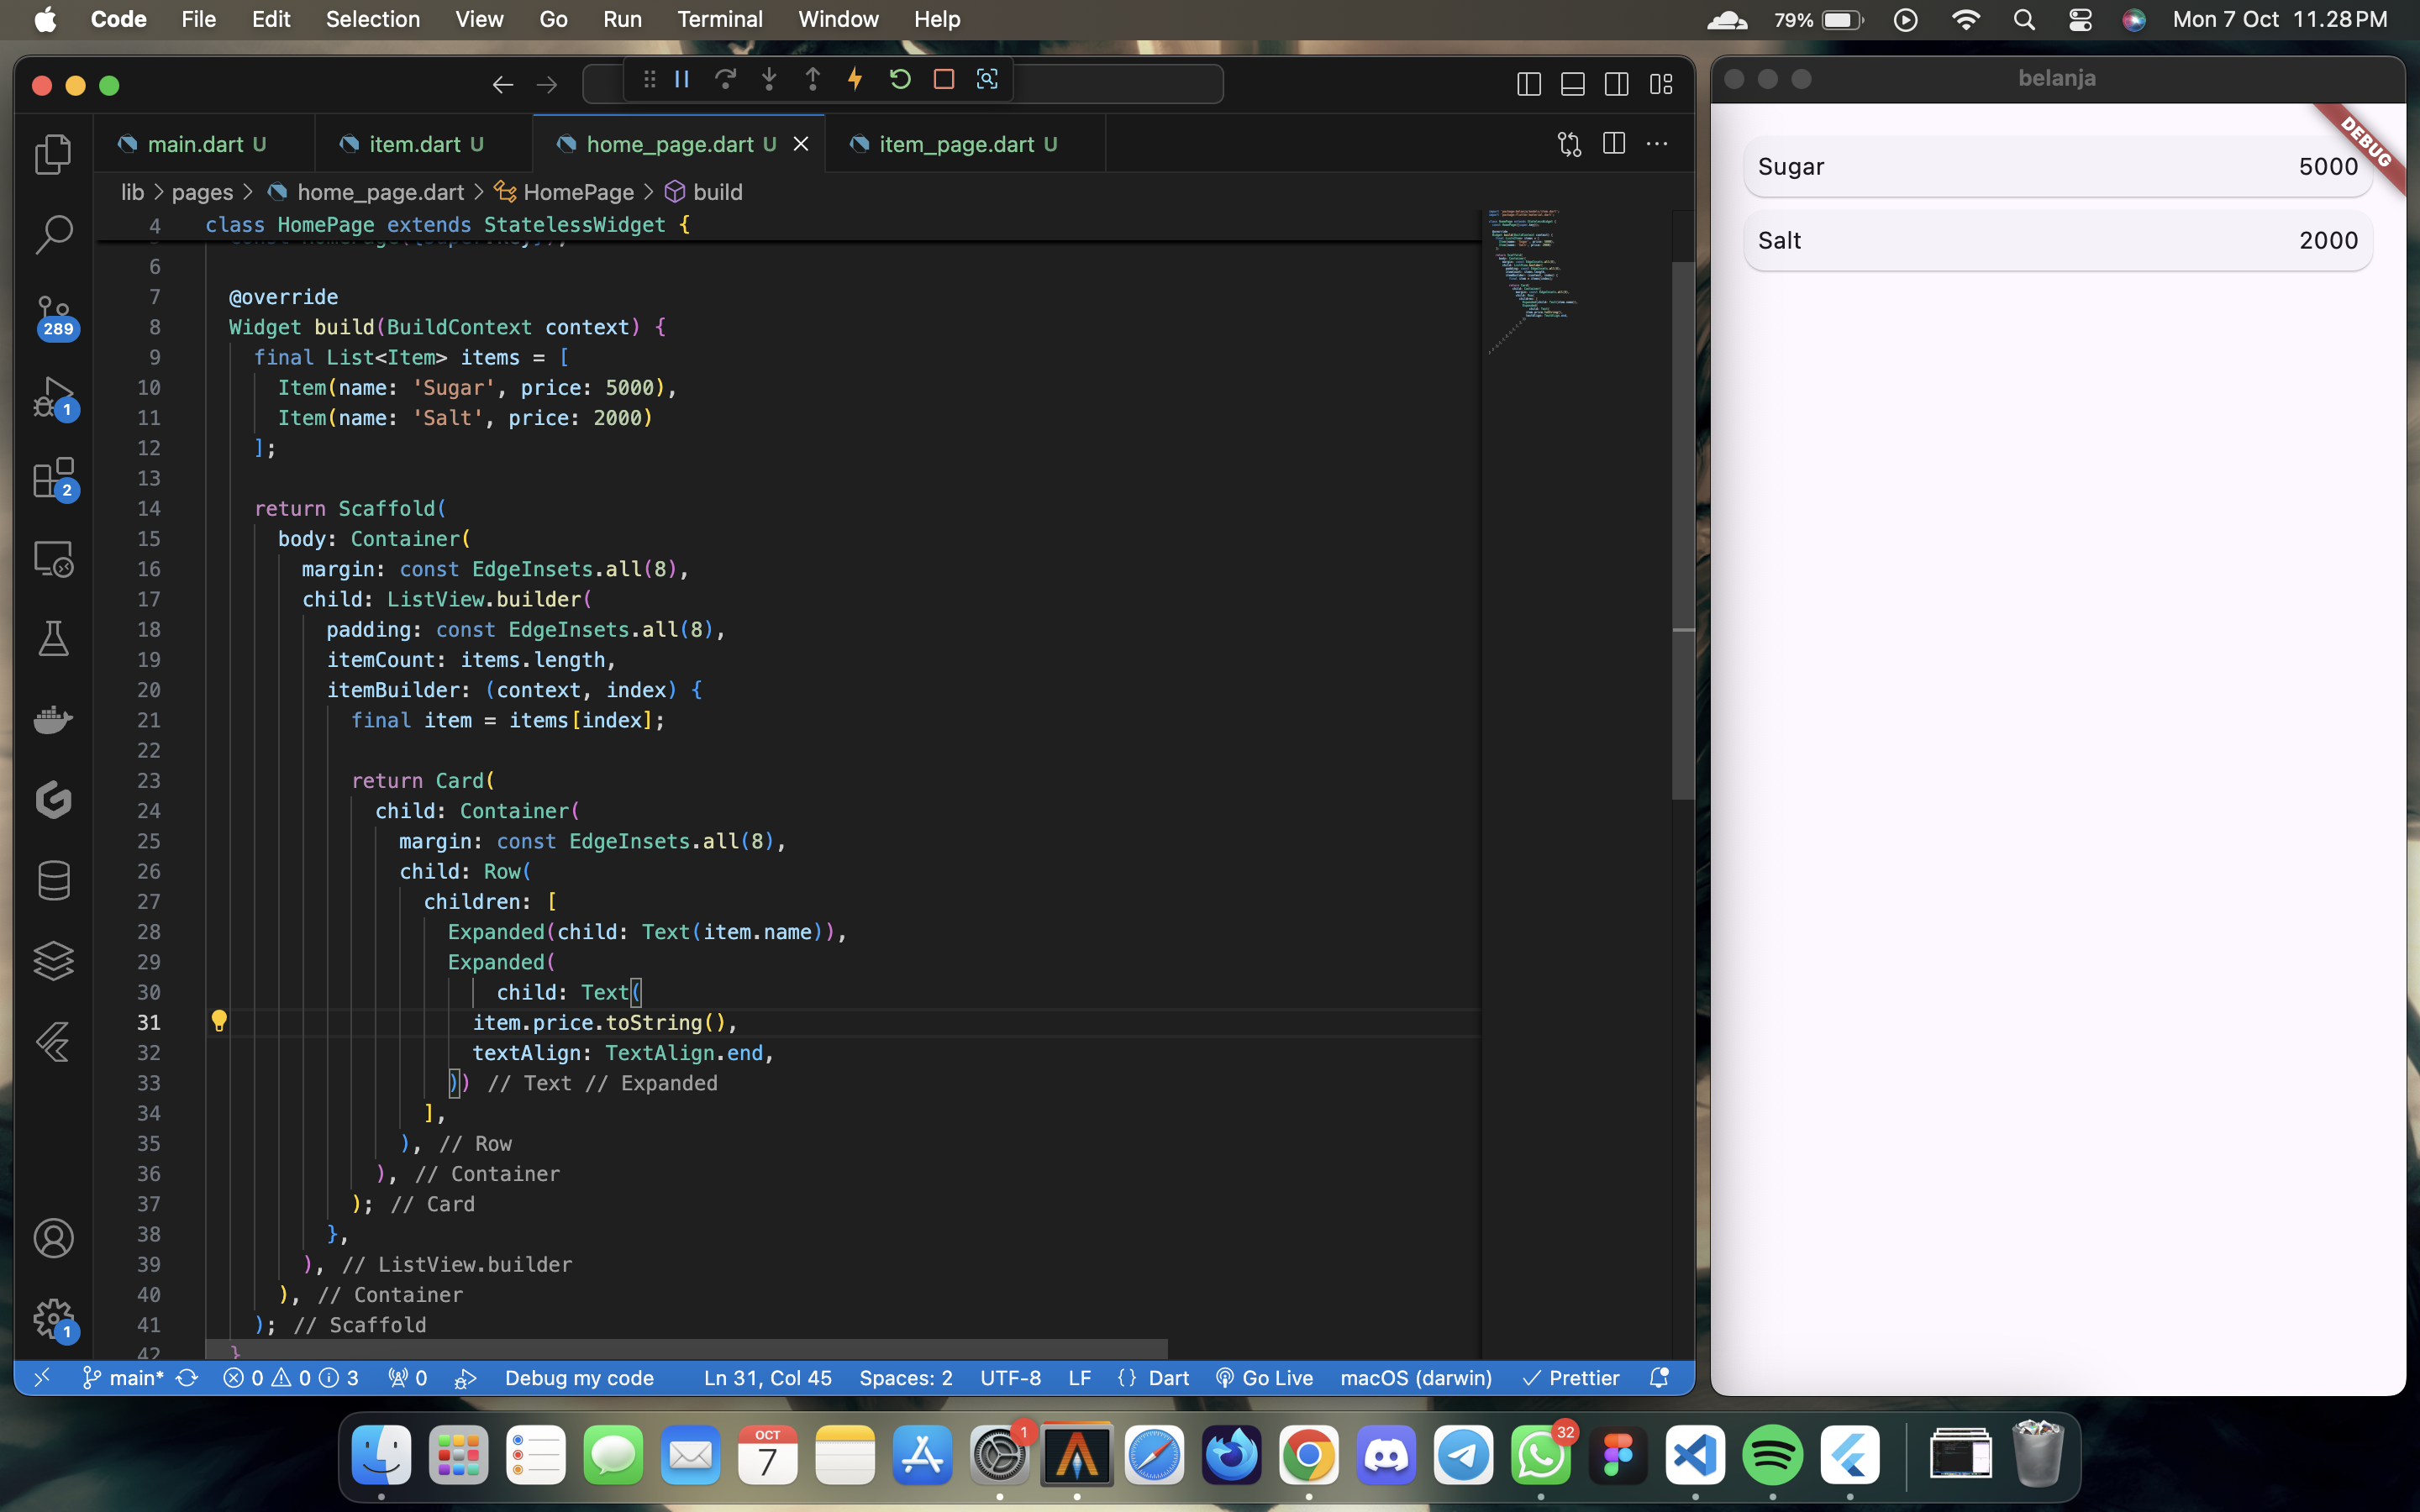 Code File Edit Selection View Go Run Terminal Window Help 79% Mon 7 Oct 11.28 PM
main.dart U item.dart U home_page.dart U item_page.dart U
lib > pages > home_page.dart > HomePage > build
4 class HomePage extends StatelessWidget {
6
7 @override
8 Widget build(BuildContext context) {
9 final List<Item> items = [
10 Item(name: 'Sugar', price: 5000),
11 Item(name: 'Salt', price: 2000)
12 ];
13
14 return Scaffold(
15 body: Container(
16 margin: const EdgeInsets.all(8),
17 child: ListView.builder(
18 padding: const EdgeInsets.all(8),
19 itemCount: items.length,
20 itemBuilder: (context, index) {
21 final item = items[index];
22
23 return Card(
24 child: Container(
25 margin: const EdgeInsets.all(8),
26 child: Row(
27 children: [
28 Expanded(child: Text(item.name)),
29 Expanded(
30 child: Text(
31 item.price.toString(),
32 textAlign: TextAlign.end,
33 )) // Text // Expanded
34 ],
35 ), // Row
36 ), // Container
37 ); // Card
38 },
39 ), // ListView.builder
40 ), // Container
41 ); // Scaffold
42 }
289
1
2
1
main* 0 0 3 0 Debug my code Ln 31, Col 45 Spaces: 2 UTF-8 LF {} Dart Go Live macOS (darwin) Prettier
belanja
DEBUG
Sugar 5000
Salt 2000
OCT
7
1
32